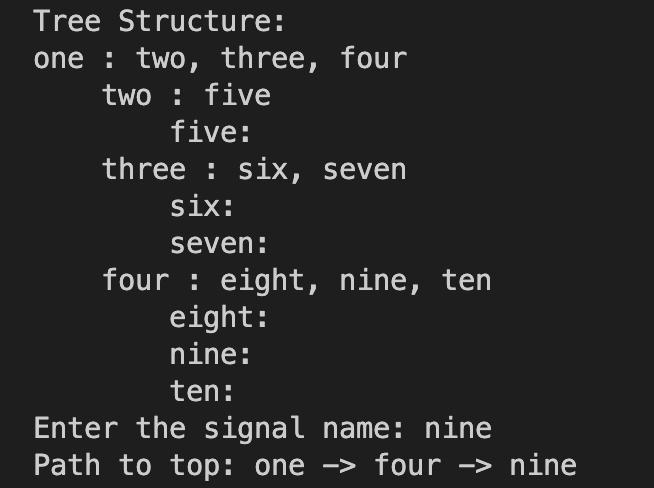 Tree Structure:
one : two, three, four
    two : five
        five:
    three : six, seven
        six:
        seven:
    four : eight, nine, ten
        eight:
        nine:
        ten:
Enter the signal name: nine
Path to top: one -> four -> nine